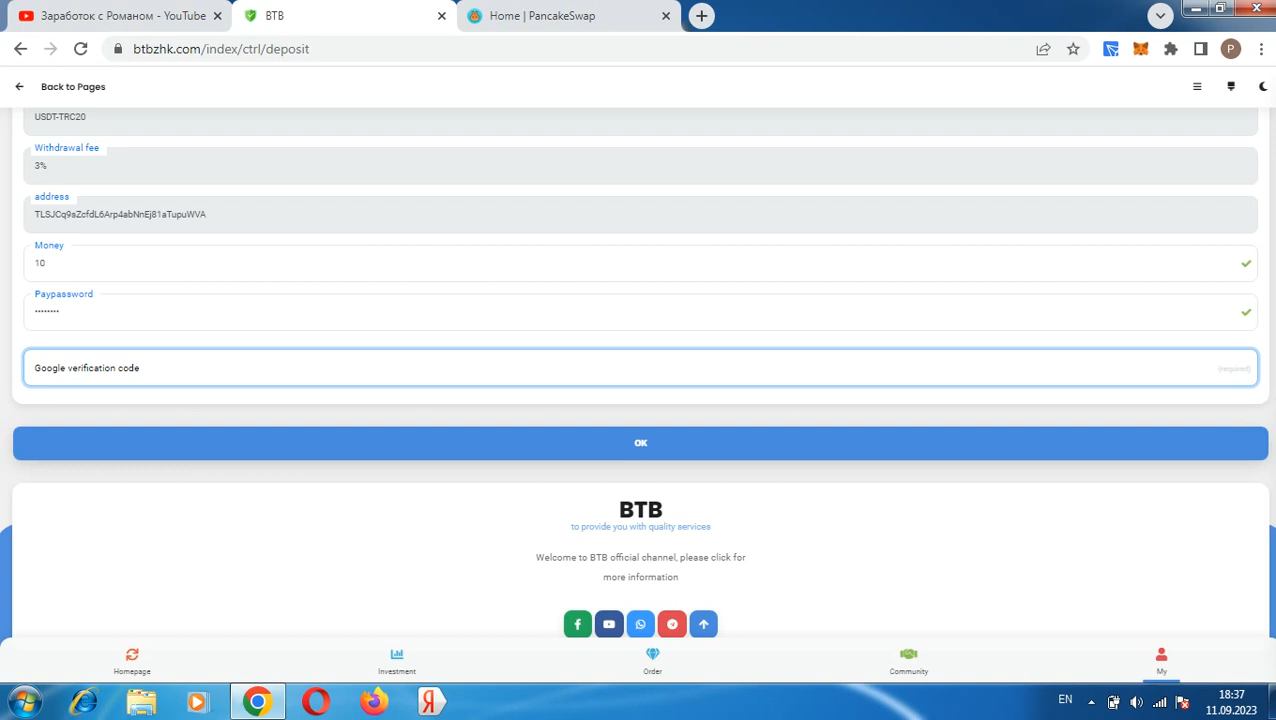 Заработок с Романом - YouTube
BTB
Home | PancakeSwap
btbzhk.com/index/ctrl/deposit
P
Back to Pages
USDT-TRC20
Withdrawal fee
3%
address
TLSJCq9sZcfdL6Arp4abNnEj81aTupuWVA
Money
10
Paypassword
••••••••
Google verification code
(required)
OK
BTB
to provide you with quality services
Welcome to BTB official channel, please click for
more information
Homepage
Investment
Order
Community
My
EN
18:37
11.09.2023